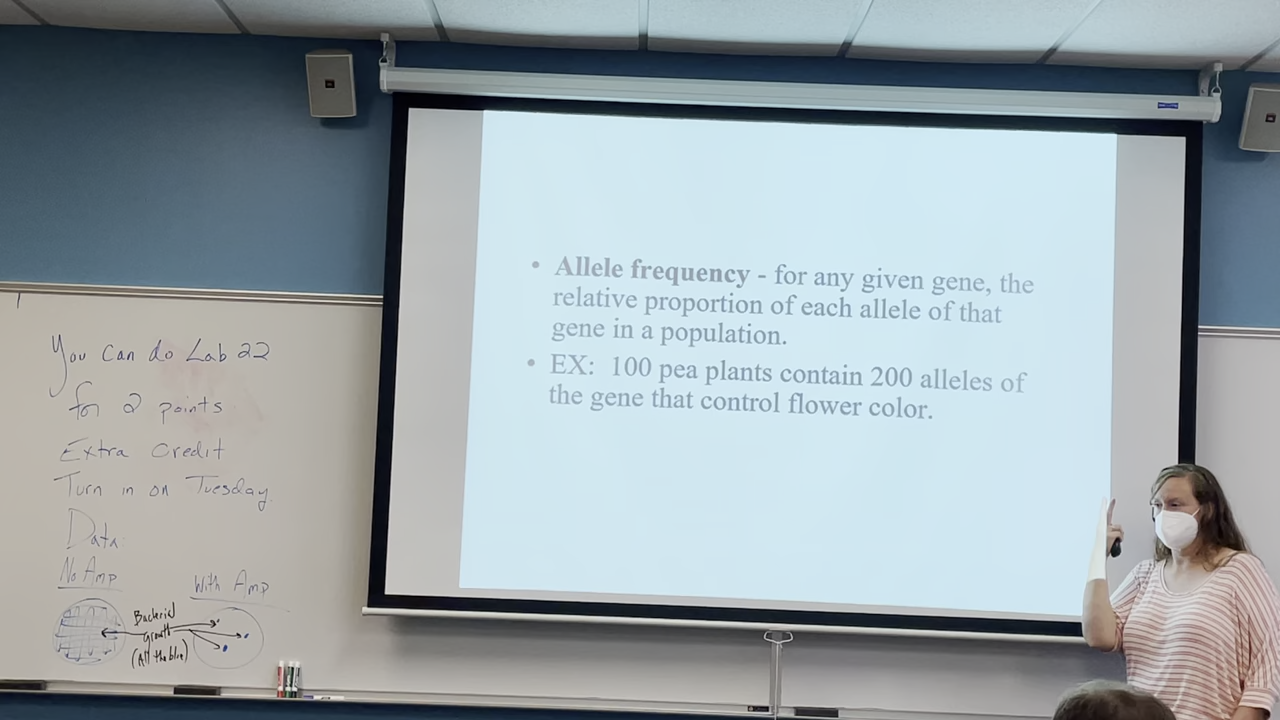 You can do Lab 22
for 2 points
Extra Credit
Turn in on Tuesday.
Data:
No Amp
With Amp
Bacterial
Growth
(All the blue)
• Allele frequency - for any given gene, the
relative proportion of each allele of that
gene in a population.
• EX: 100 pea plants contain 200 alleles of
the gene that control flower color.